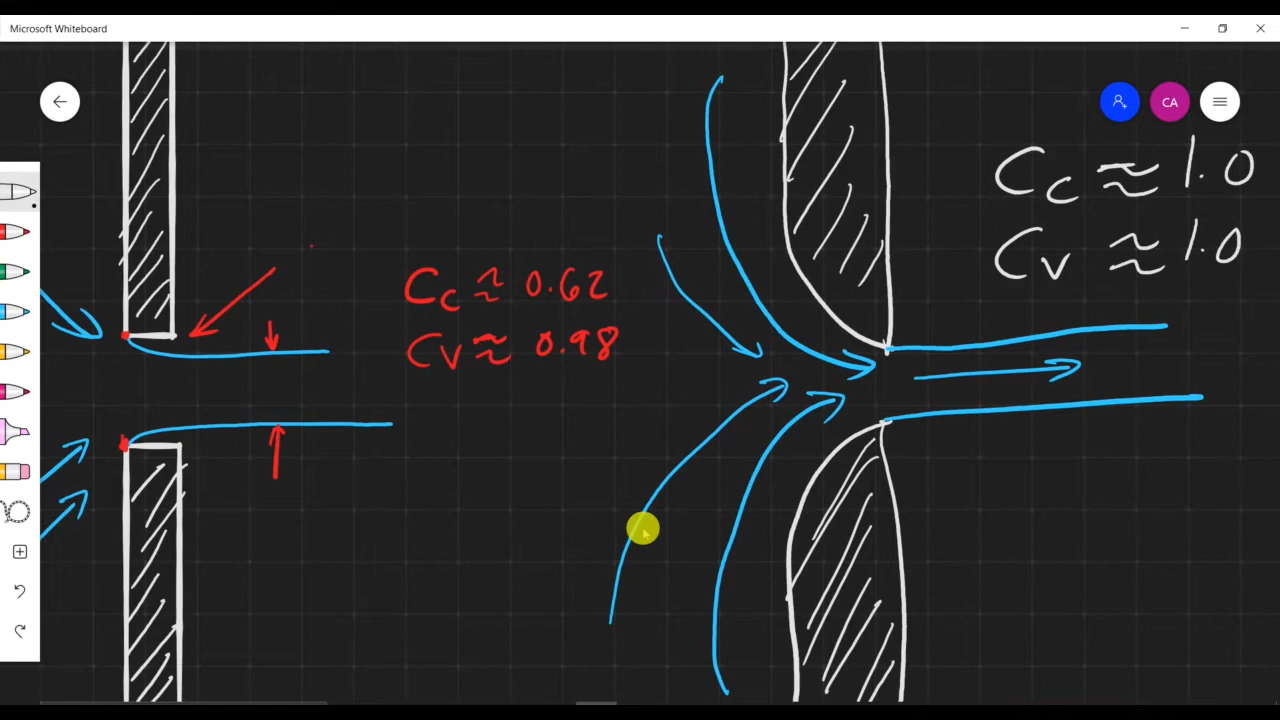 Microsoft Whiteboard
CA
Cc ≈ 1.0
Cv ≈ 1.0
Cc ≈ 0.62
Cv ≈ 0.98